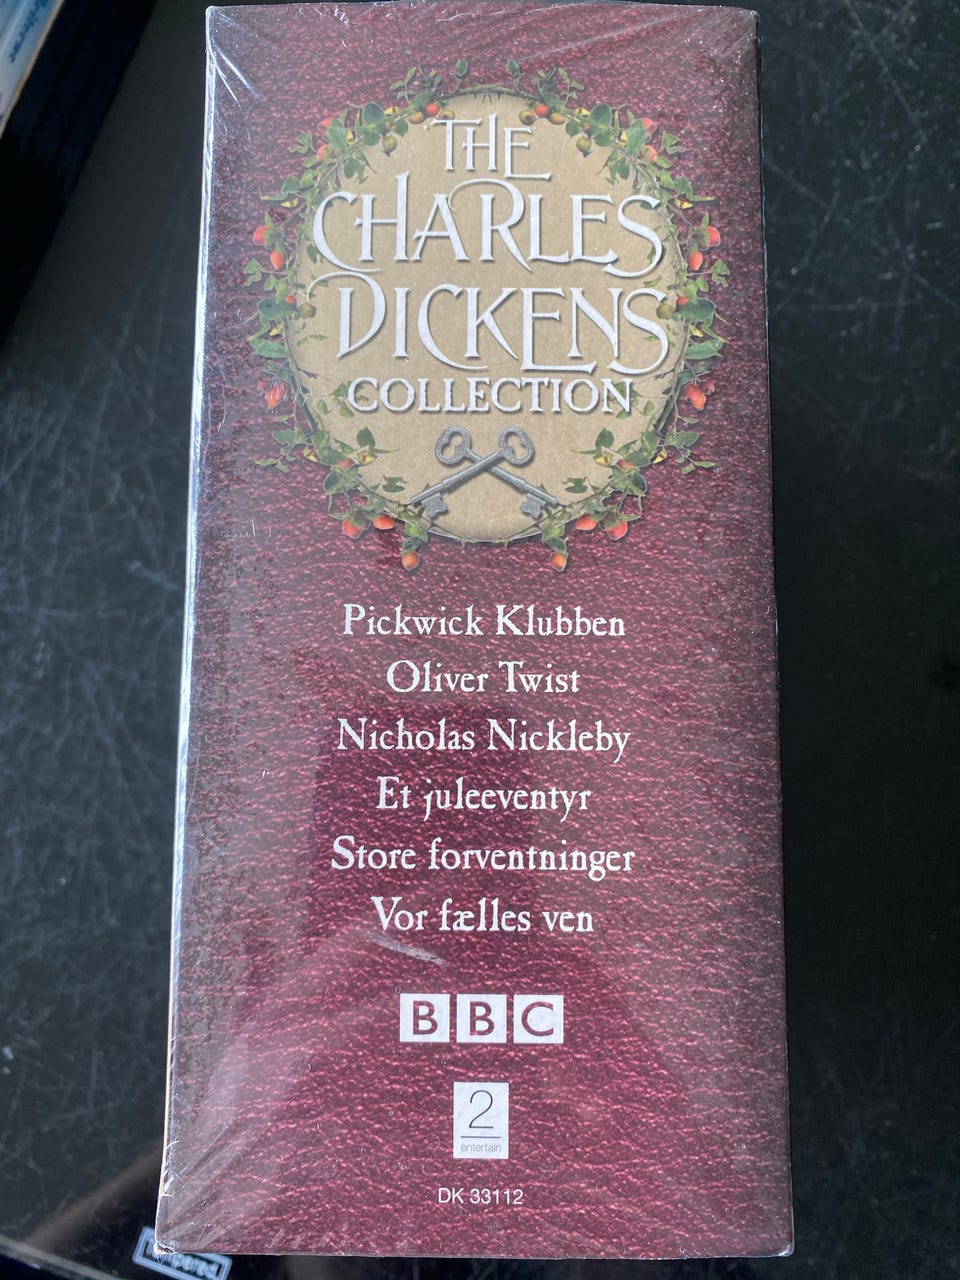 THE
CHARLES
DICKENS
COLLECTION
Pickwick Klubben
Oliver Twist
Nicholas Nickleby
Et juleeventyr
Store forventninger
Vor fælles ven
BBC
2
entertain
DK 33112